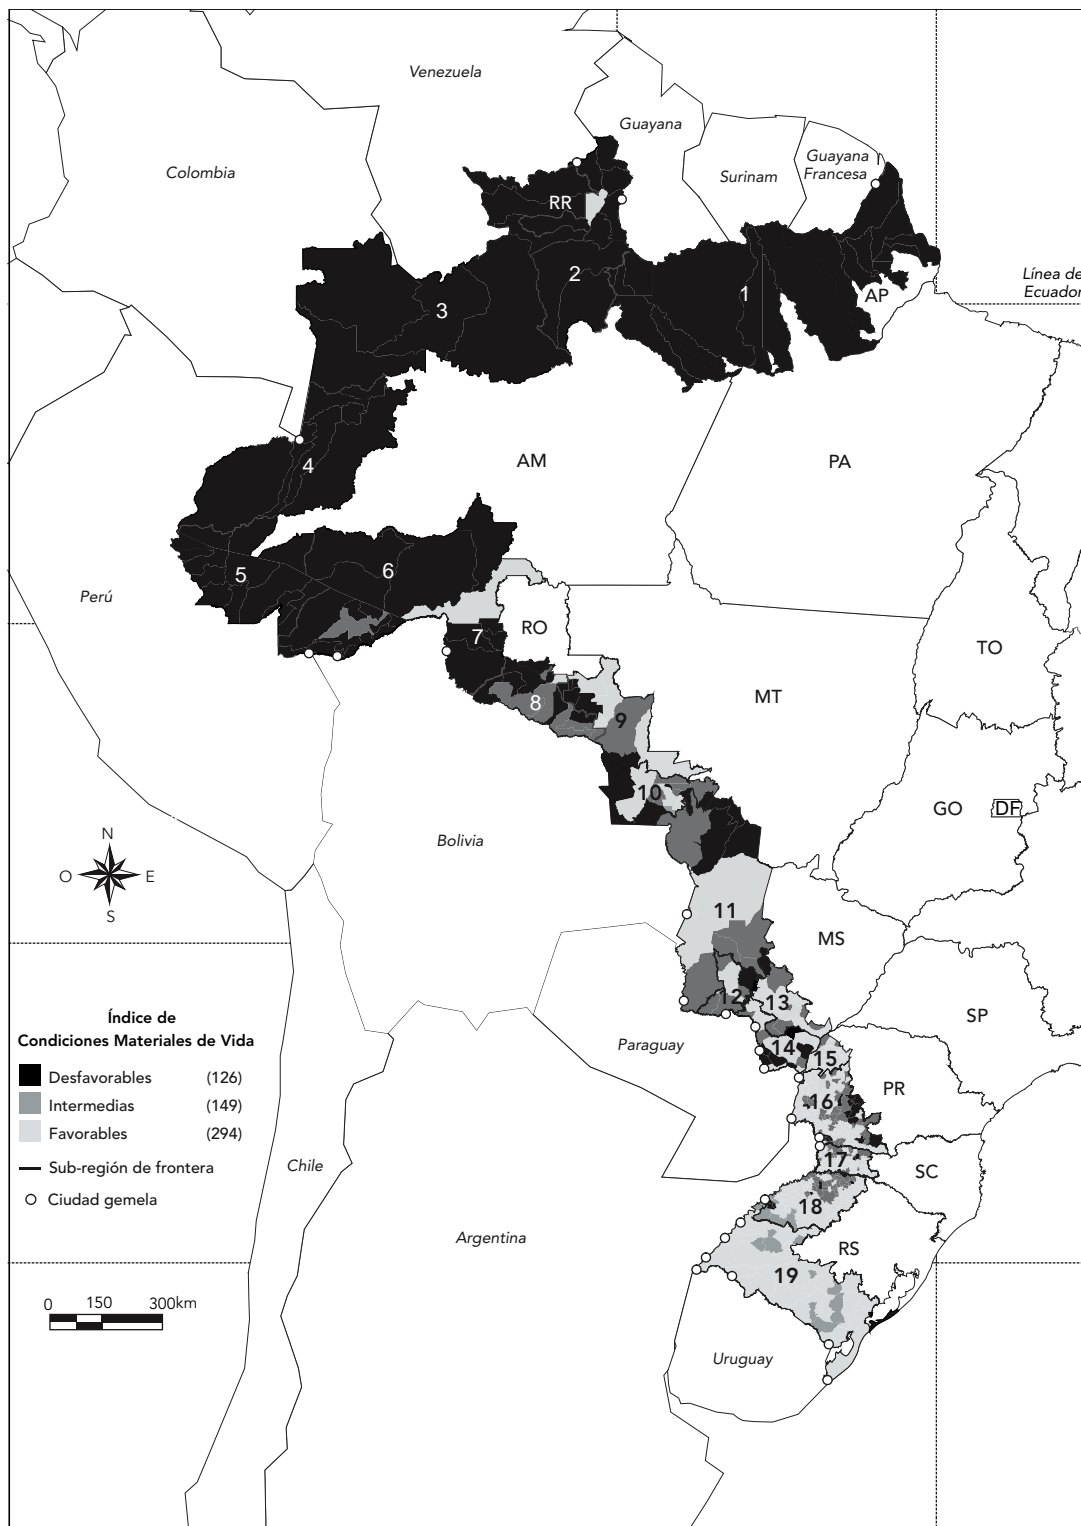 Venezuela
Guayana
Colombia
Surinam
Guayana
Francesa
RR
2
1
AP
Línea de
Ecuador
3
4
AM
PA
5
6
Perú
7
RO
TO
8
9
MT
10
GO
DF
N
O
E
S
Bolivia
11
MS
12
13
SP
Paraguay
14
15
16
PR
17
SC
18
RS
19
Chile
Argentina
Uruguay
Índice de
Condiciones Materiales de Vida
Desfavorables (126)
Intermedias (149)
Favorables (294)
Sub-región de frontera
Ciudad gemela
0 150 300km